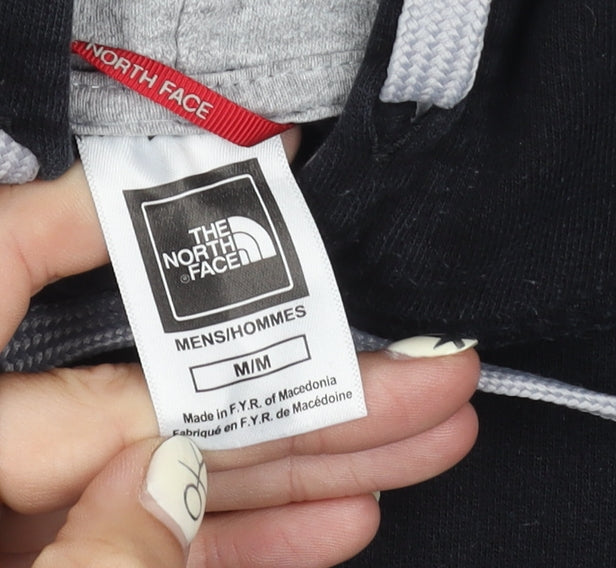 NORTH FACE
THE
NORTH
FACE®
MENS/HOMMES
M/M
Made in F.Y.R. of Macedonia
Fabriqué en F.Y.R. de Macédoine